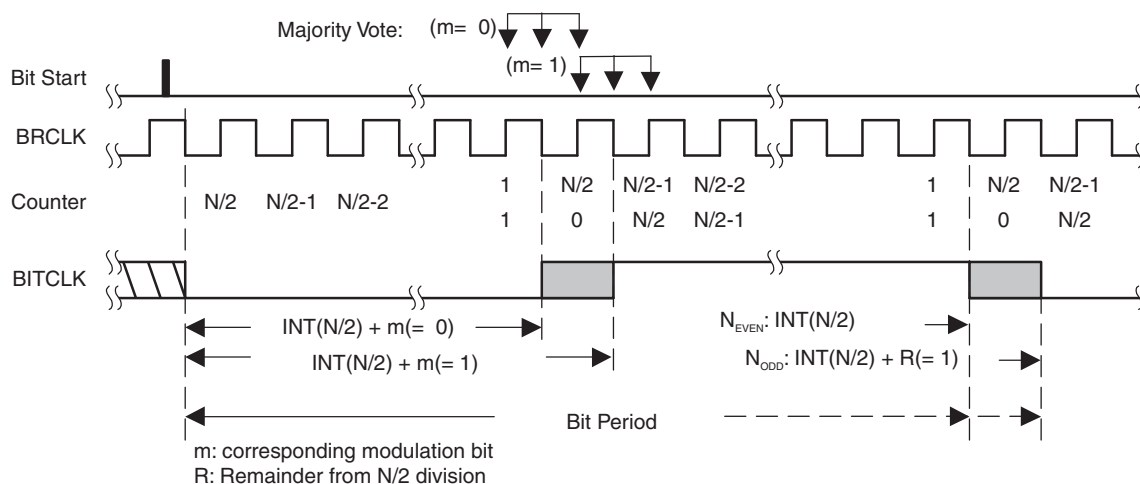 Majority Vote: (m= 0)
(m= 1)
Bit Start
BRCLK
Counter
N/2 N/2-1 N/2-2 1 N/2 N/2-1 N/2-2 1 N/2 N/2-1
1 0 N/2 N/2-1 1 0 N/2
BITCLK
INT(N/2) + m(= 0) NEVEN: INT(N/2)
INT(N/2) + m(= 1) NODD: INT(N/2) + R(= 1)
Bit Period
m: corresponding modulation bit
R: Remainder from N/2 division